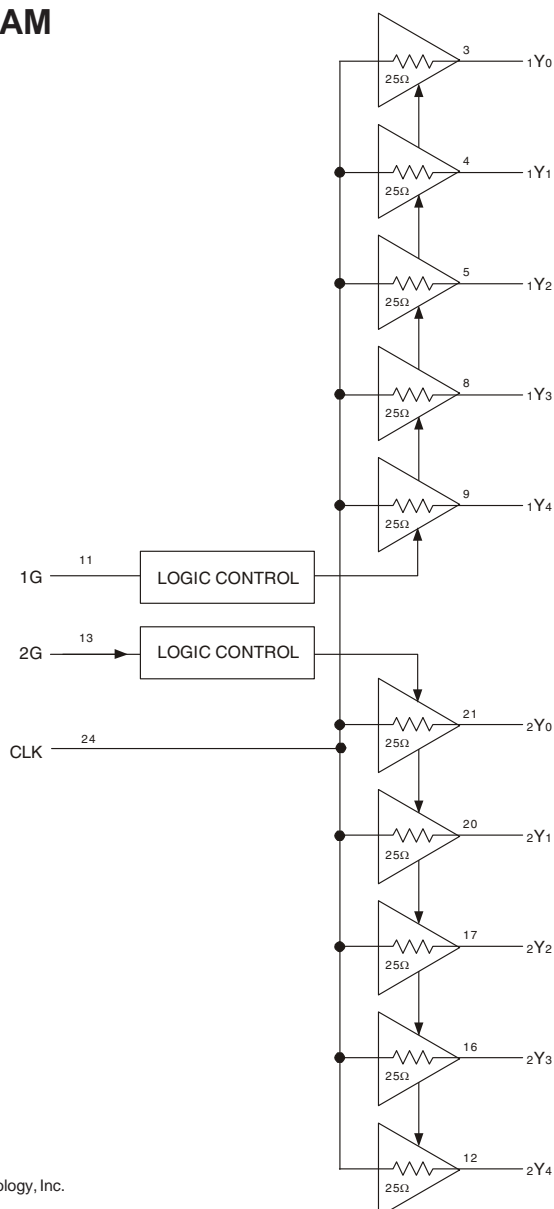 AM
3
1Y0
25Ω
4
1Y1
25Ω
5
1Y2
25Ω
8
1Y3
25Ω
9
1Y4
25Ω
11
1G
LOGIC CONTROL
13
2G
LOGIC CONTROL
21
2Y0
25Ω
24
CLK
20
2Y1
25Ω
17
2Y2
25Ω
16
2Y3
25Ω
12
2Y4
25Ω
ology, Inc.